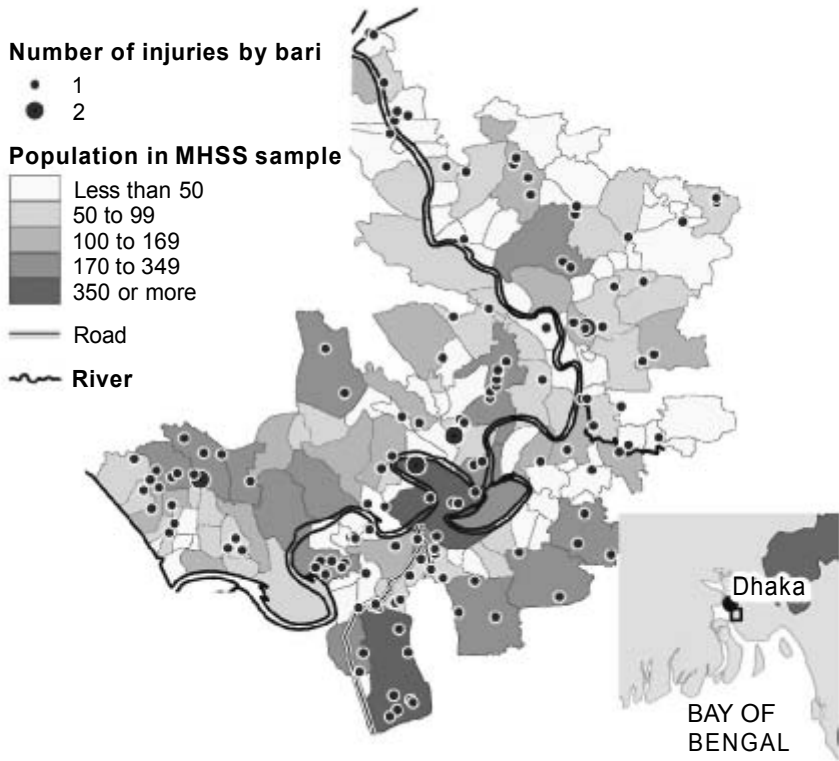 Number of injuries by bari
1
2
Population in MHSS sample
Less than 50
50 to 99
100 to 169
170 to 349
350 or more
Road
River
Dhaka
BAY OF
BENGAL